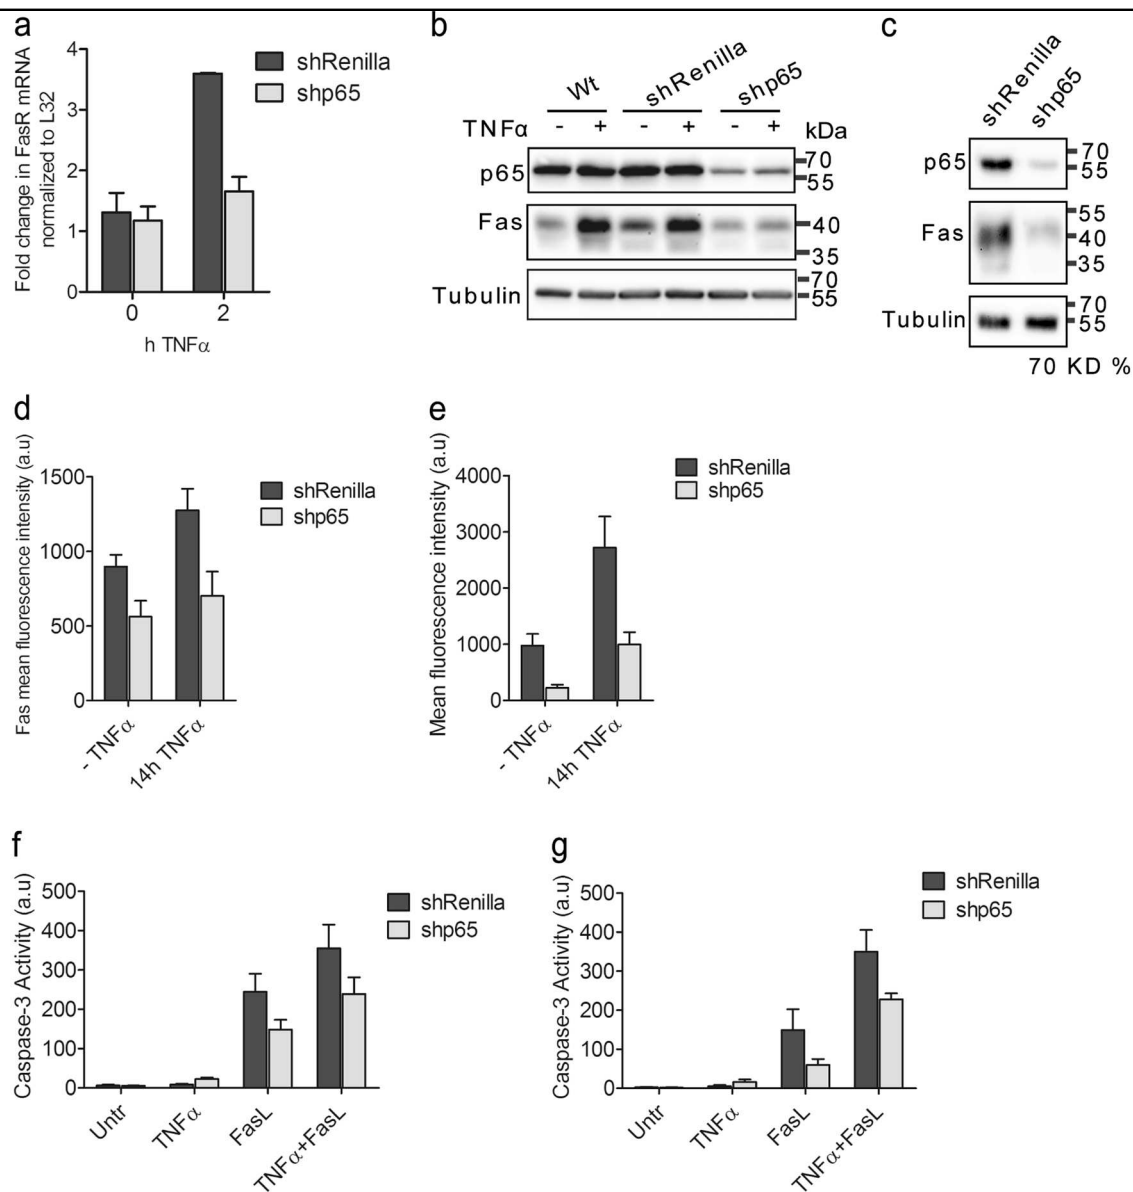 a
Fold change in FasR mRNA
normalized to L32
4
3
2
1
0
0 2
h TNFα
shRenilla
shp65
b
Wt shRenilla shp65
TNFα - + - + - + kDa
p65 70
55
Fas 40
35
Tubulin 70
55
c
shRenilla shp65
p65 70
55
Fas 55
40
35
Tubulin 70
55
70 KD %
d
Fas mean fluorescence intensity (a.u)
1500
1000
500
0
- TNFα 14h TNFα
shRenilla
shp65
e
Mean fluorescence intensity (a.u)
4000
3000
2000
1000
0
- TNFα 14h TNFα
shRenilla
shp65
f
Caspase-3 Activity (a.u)
500
400
300
200
100
0
Untr TNFα FasL TNFα+FasL
shRenilla
shp65
g
Caspase-3 Activity (a.u)
500
400
300
200
100
0
Untr TNFα FasL TNFα+FasL
shRenilla
shp65